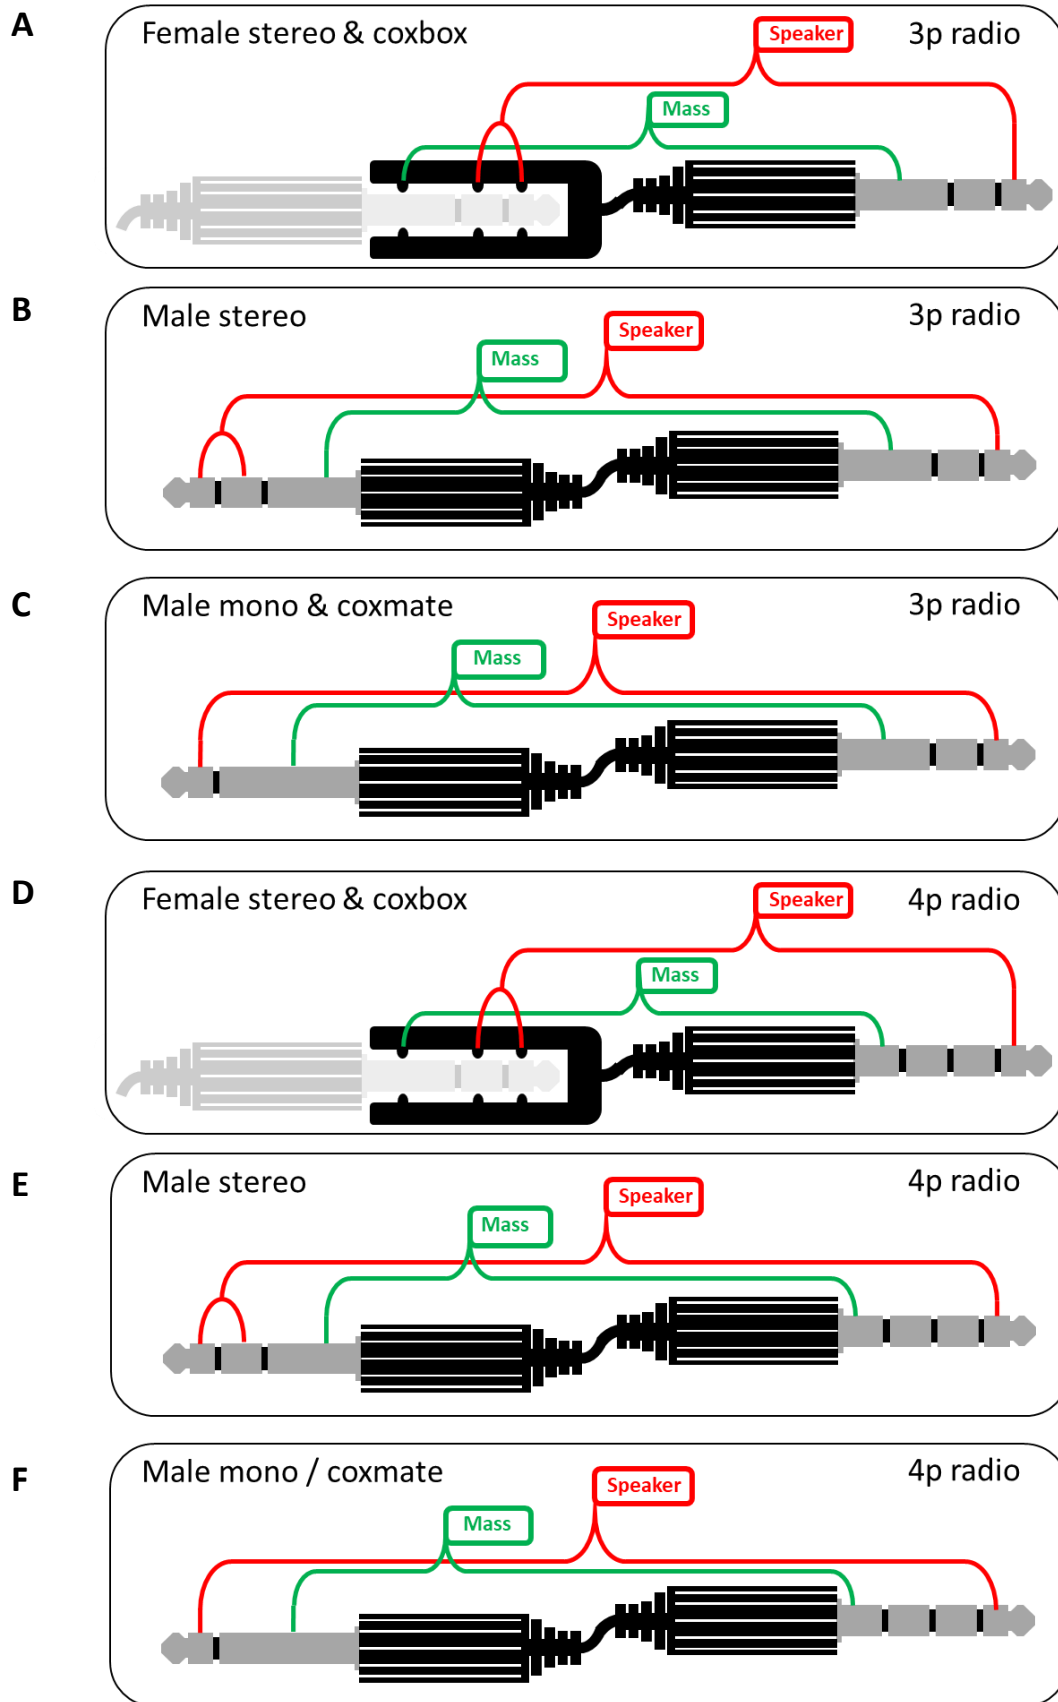 A
Female stereo & coxbox
3p radio
Speaker
Mass
B
Male stereo
3p radio
Speaker
Mass
C
Male mono & coxmate
3p radio
Speaker
Mass
D
Female stereo & coxbox
4p radio
Speaker
Mass
E
Male stereo
4p radio
Speaker
Mass
F
Male mono / coxmate
4p radio
Speaker
Mass